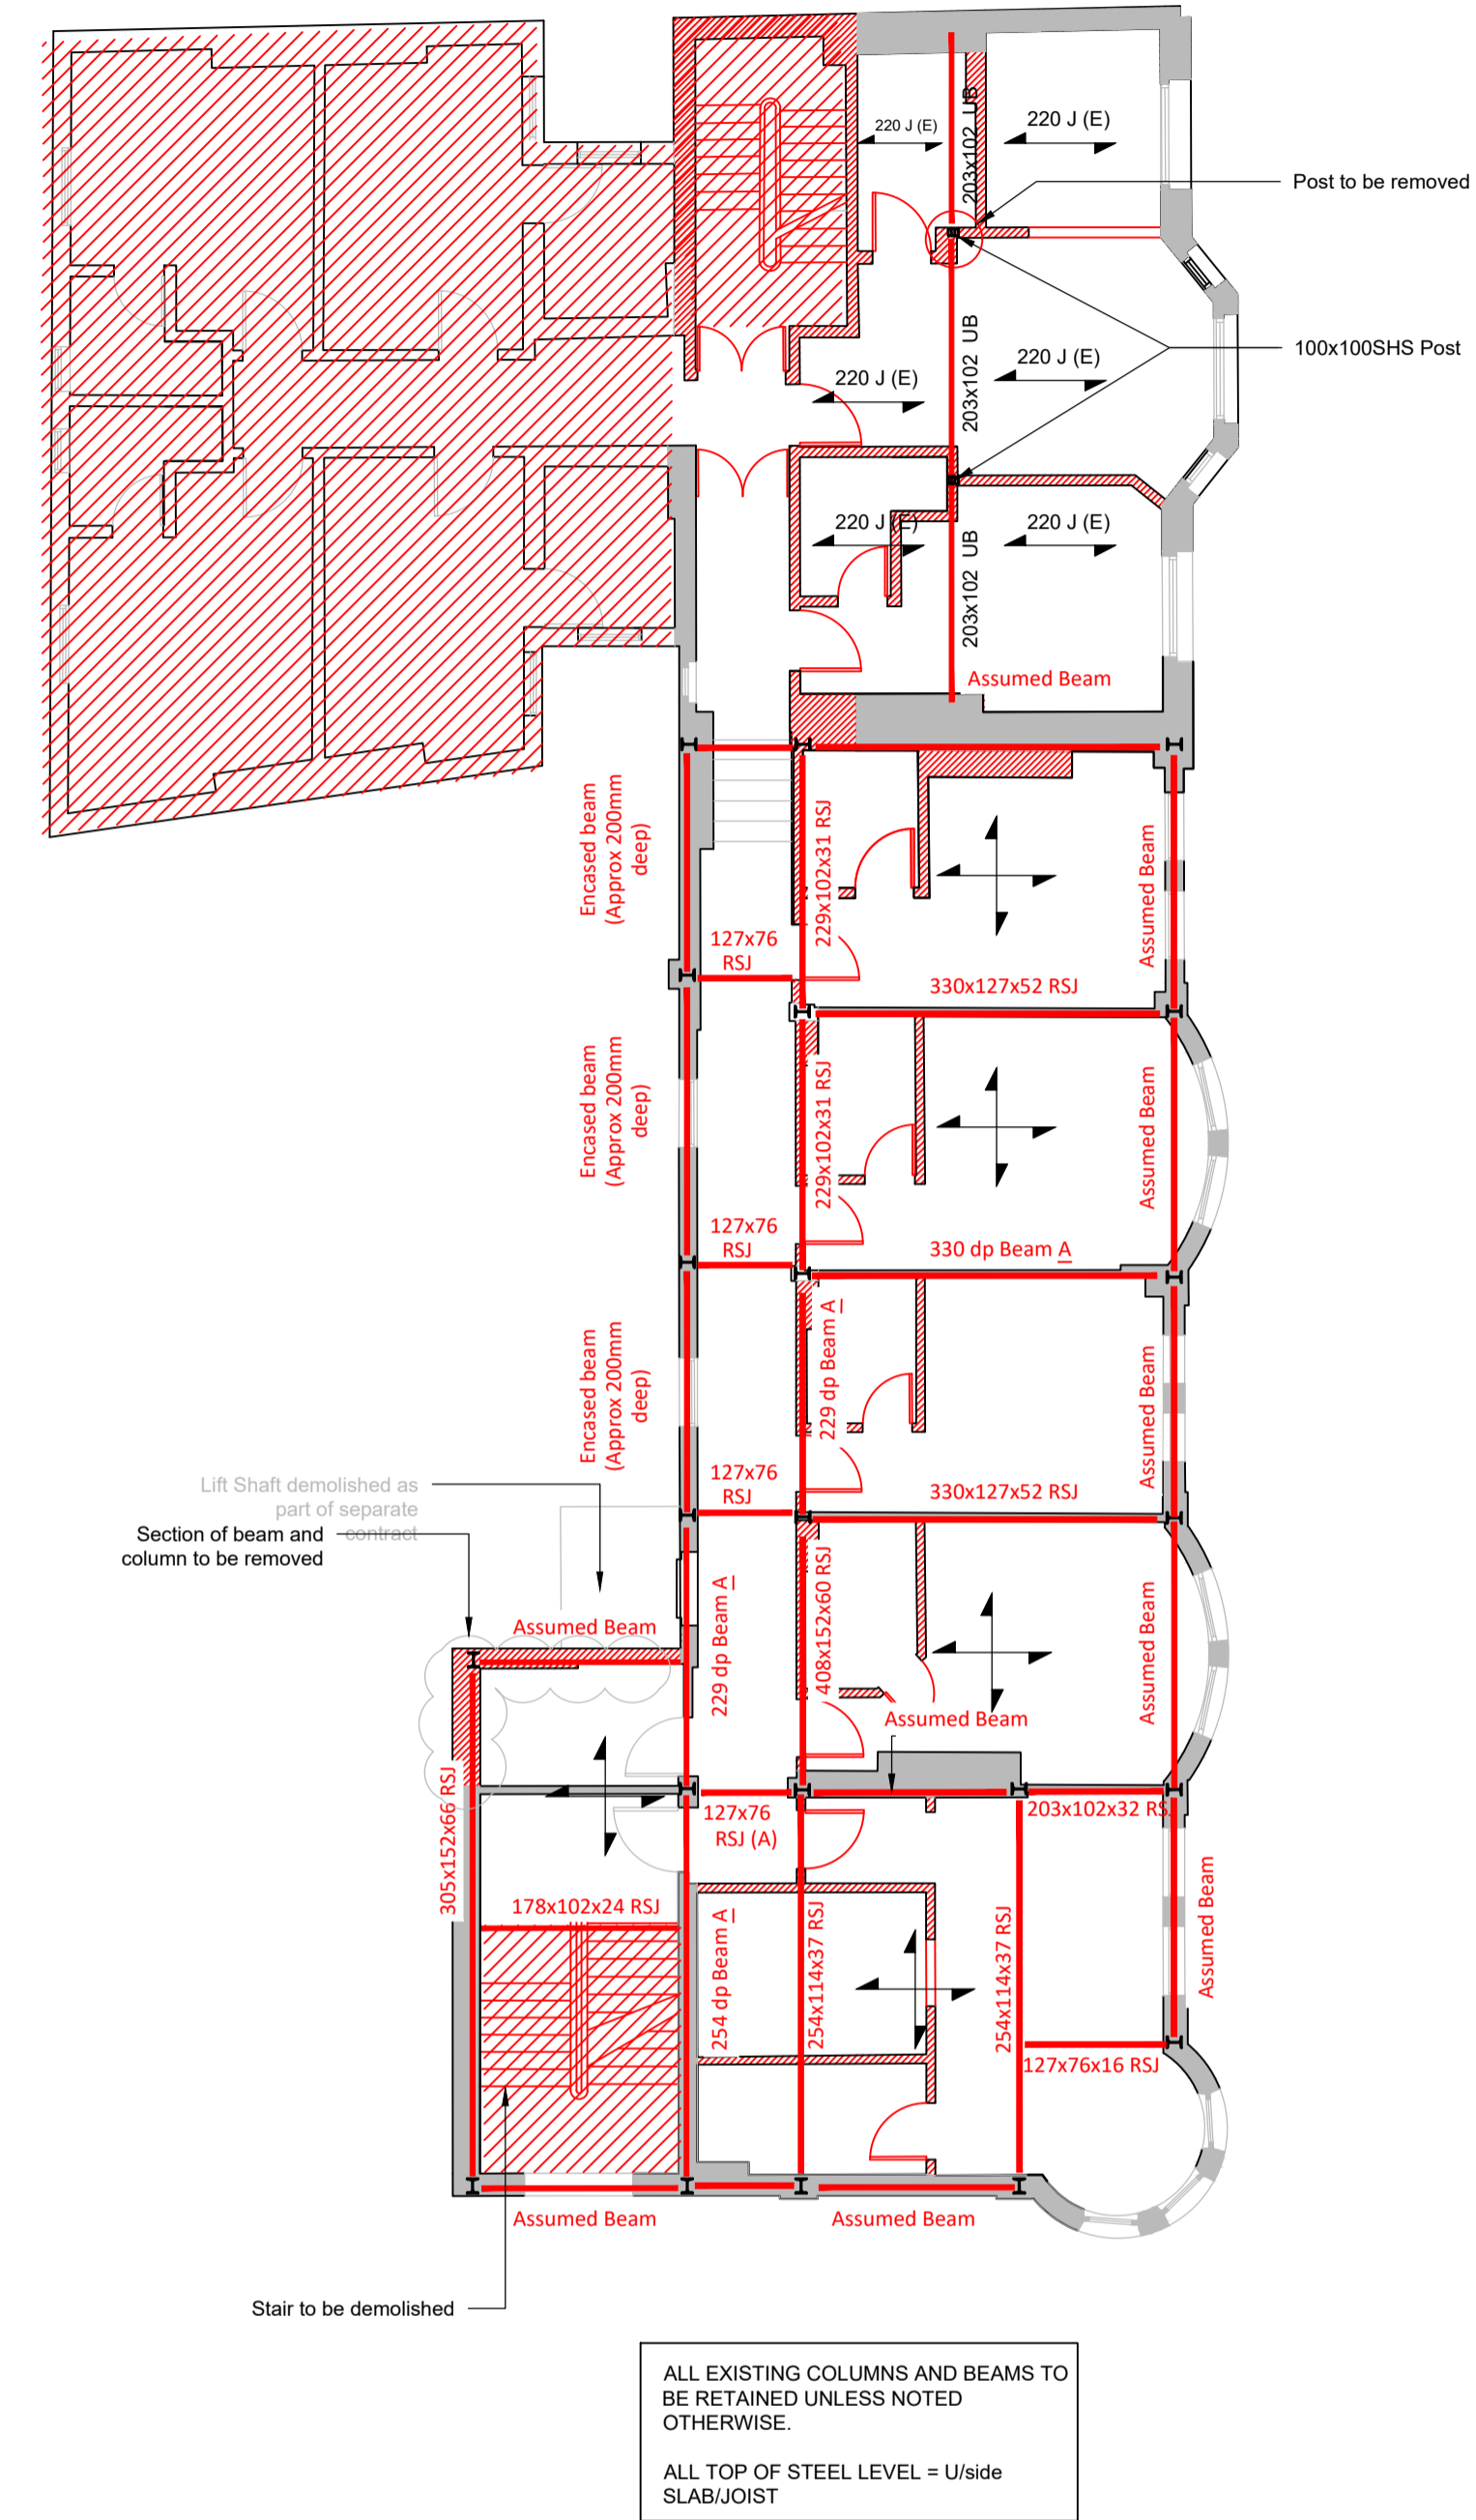 220 J (E)
220 J (E)
203x102 UB
Post to be removed
100x100SHS Post
203x102 UB
220 J (E)
220 J (E)
220 J (E)
220 J (E)
203x102 UB
Assumed Beam
Encased beam
(Approx 200mm
deep)
229x102x31 RSJ
Assumed Beam
127x76
RSJ
330x127x52 RSJ
Encased beam
(Approx 200mm
deep)
229x102x31 RSJ
Assumed Beam
127x76
RSJ
330 dp Beam A
Encased beam
(Approx 200mm
deep)
229 dp Beam A
Assumed Beam
127x76
RSJ
330x127x52 RSJ
Lift Shaft demolished as
part of separate
contract
Section of beam and
column to be removed
Assumed Beam
229 dp Beam A
408x152x60 RSJ
Assumed Beam
Assumed Beam
305x152x66 RSJ
127x76
RSJ (A)
203x102x32 RSJ
178x102x24 RSJ
254 dp Beam A
254x114x37 RSJ
254x114x37 RSJ
Assumed Beam
127x76x16 RSJ
Assumed Beam
Assumed Beam
Stair to be demolished
ALL EXISTING COLUMNS AND BEAMS TO
BE RETAINED UNLESS NOTED
OTHERWISE.
ALL TOP OF STEEL LEVEL = U/side
SLAB/JOIST